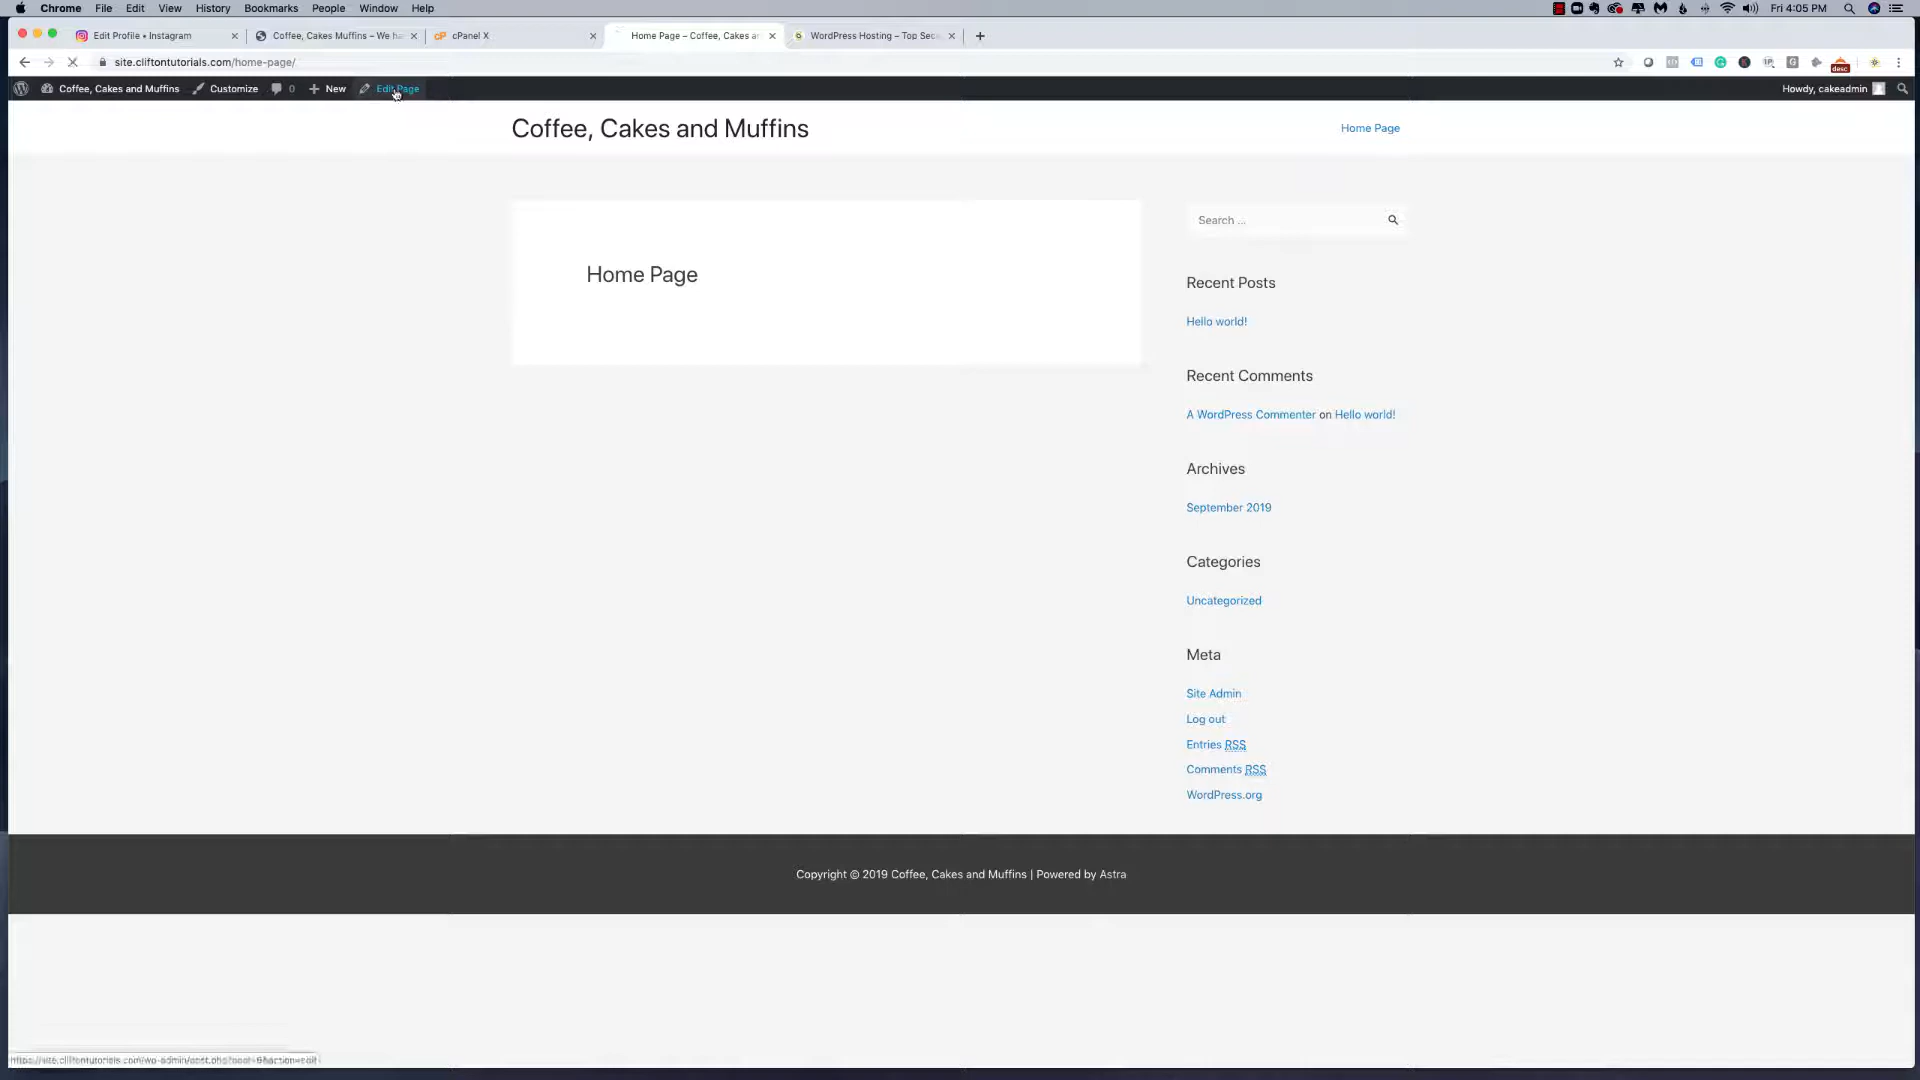 Chrome File Edit View History Bookmarks People Window Help Fri 4:05 PM
Edit Profile • Instagram
Coffee, Cakes Muffins – We ha
cPanel X
Home Page – Coffee, Cakes an
WordPress Hosting – Top Sec
site.cliftontutorials.com/home-page/
desc
Coffee, Cakes and Muffins Customize 0 New Edit Page Howdy, cakeadmin
Coffee, Cakes and Muffins
Home Page
Home Page
Search ...
Recent Posts
Hello world!
Recent Comments
A WordPress Commenter on Hello world!
Archives
September 2019
Categories
Uncategorized
Meta
Site Admin
Log out
Entries RSS
Comments RSS
WordPress.org
Copyright © 2019 Coffee, Cakes and Muffins | Powered by Astra